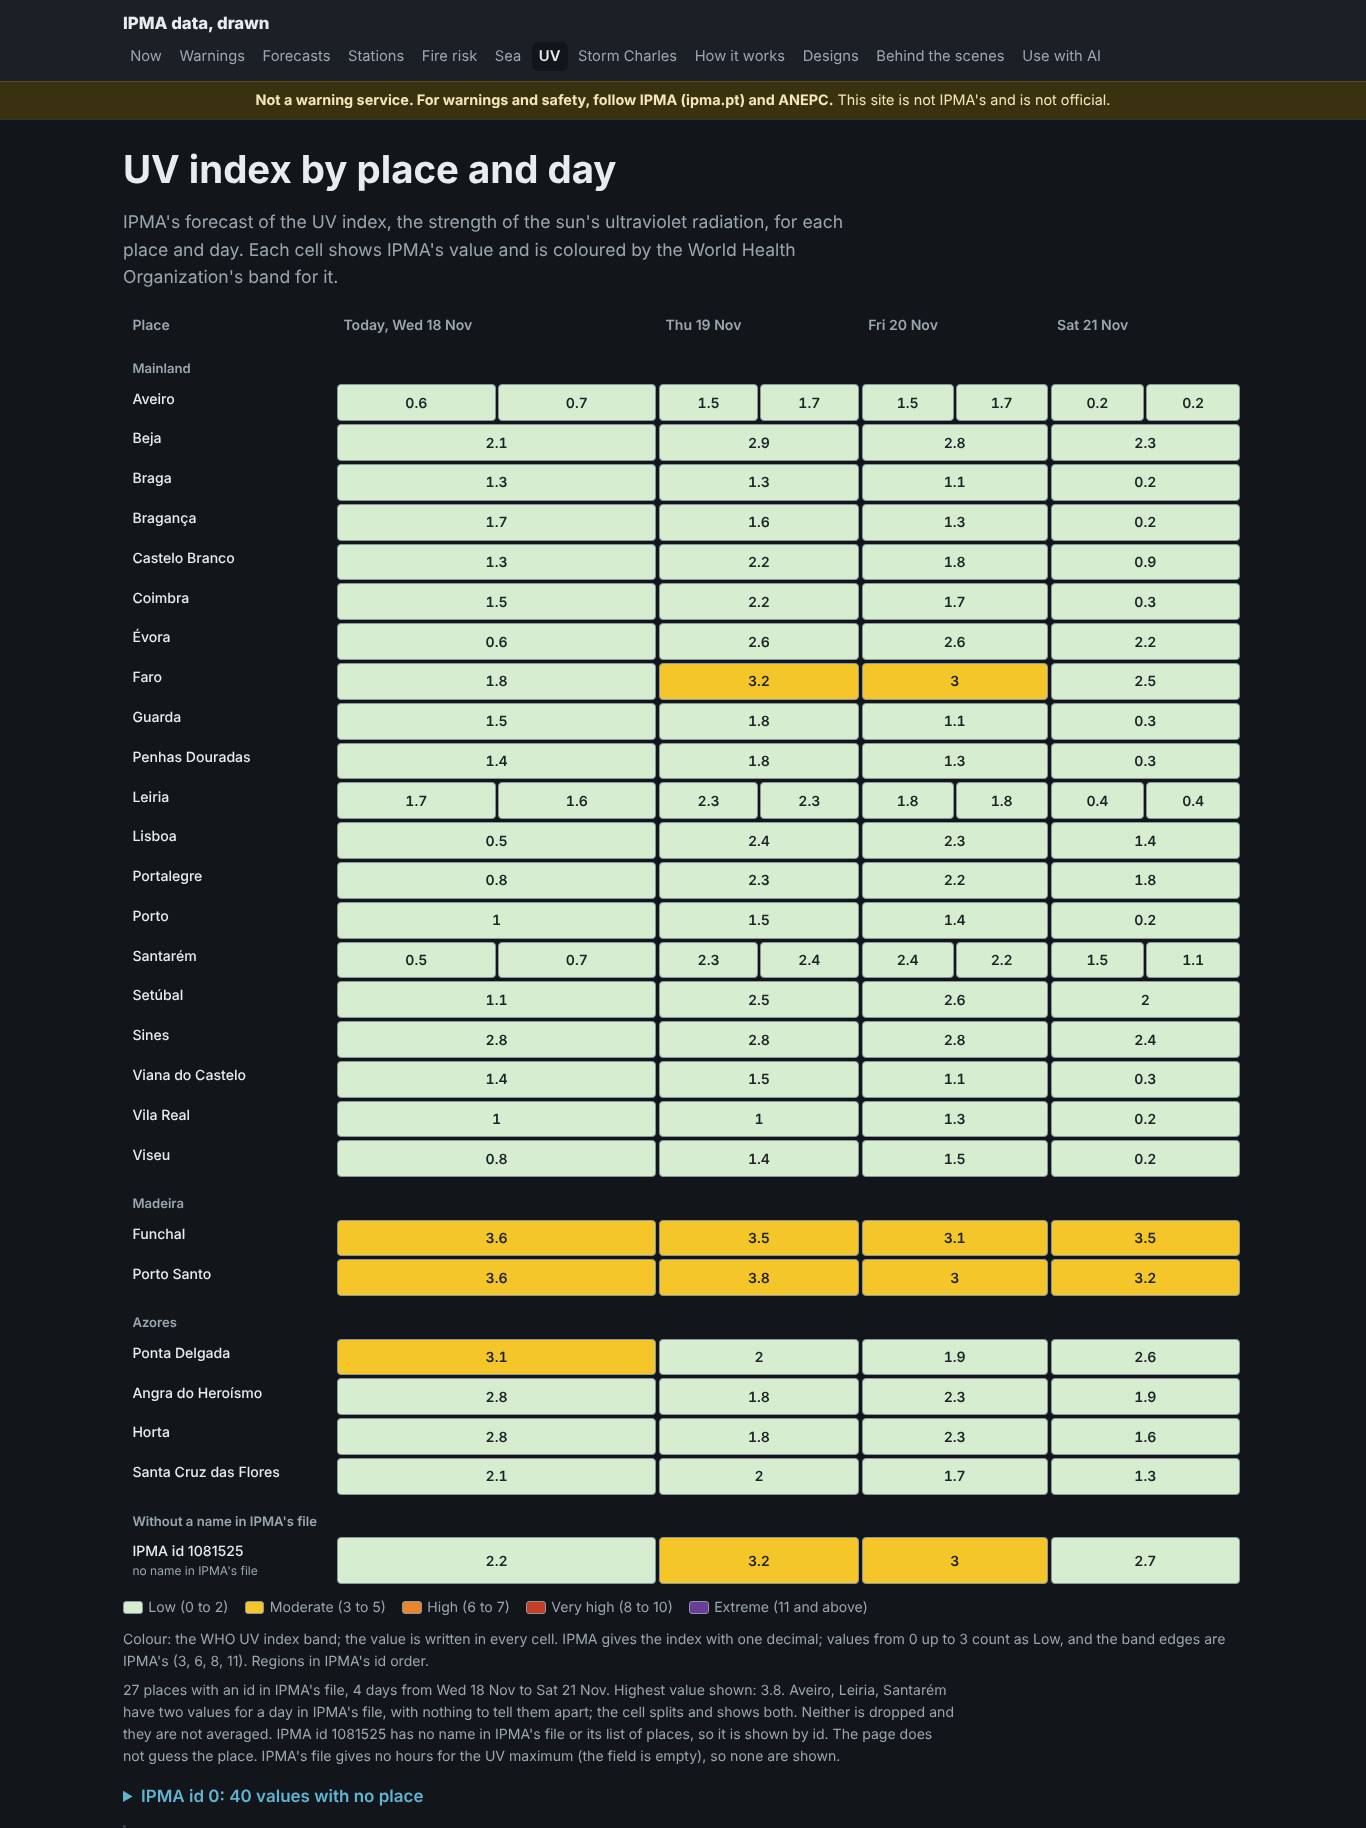 IPMA data, drawn
Now Warnings Forecasts Stations Fire risk Sea UV Storm Charles How it works Designs Behind the scenes Use with AI
Not a warning service. For warnings and safety, follow IPMA (ipma.pt) and ANEPC. This site is not IPMA's and is not official.
UV index by place and day
IPMA's forecast of the UV index, the strength of the sun's ultraviolet radiation, for each
place and day. Each cell shows IPMA's value and is coloured by the World Health
Organization's band for it.
Place Today, Wed 18 Nov Thu 19 Nov Fri 20 Nov Sat 21 Nov
Mainland
Aveiro 0.6 0.7 1.5 1.7 1.5 1.7 0.2 0.2
Beja 2.1 2.9 2.8 2.3
Braga 1.3 1.3 1.1 0.2
Bragança 1.7 1.6 1.3 0.2
Castelo Branco 1.3 2.2 1.8 0.9
Coimbra 1.5 2.2 1.7 0.3
Évora 0.6 2.6 2.6 2.2
Faro 1.8 3.2 3 2.5
Guarda 1.5 1.8 1.1 0.3
Penhas Douradas 1.4 1.8 1.3 0.3
Leiria 1.7 1.6 2.3 2.3 1.8 1.8 0.4 0.4
Lisboa 0.5 2.4 2.3 1.4
Portalegre 0.8 2.3 2.2 1.8
Porto 1 1.5 1.4 0.2
Santarém 0.5 0.7 2.3 2.4 2.4 2.2 1.5 1.1
Setúbal 1.1 2.5 2.6 2
Sines 2.8 2.8 2.8 2.4
Viana do Castelo 1.4 1.5 1.1 0.3
Vila Real 1 1 1.3 0.2
Viseu 0.8 1.4 1.5 0.2
Madeira
Funchal 3.6 3.5 3.1 3.5
Porto Santo 3.6 3.8 3 3.2
Azores
Ponta Delgada 3.1 2 1.9 2.6
Angra do Heroísmo 2.8 1.8 2.3 1.9
Horta 2.8 1.8 2.3 1.6
Santa Cruz das Flores 2.1 2 1.7 1.3
Without a name in IPMA's file
IPMA id 1081525 2.2 3.2 3 2.7
no name in IPMA's file
Low (0 to 2) Moderate (3 to 5) High (6 to 7) Very high (8 to 10) Extreme (11 and above)
Colour: the WHO UV index band; the value is written in every cell. IPMA gives the index with one decimal; values from 0 up to 3 count as Low, and the band edges are
IPMA's (3, 6, 8, 11). Regions in IPMA's id order.
27 places with an id in IPMA's file, 4 days from Wed 18 Nov to Sat 21 Nov. Highest value shown: 3.8. Aveiro, Leiria, Santarém
have two values for a day in IPMA's file, with nothing to tell them apart; the cell splits and shows both. Neither is dropped and
they are not averaged. IPMA id 1081525 has no name in IPMA's file or its list of places, so it is shown by id. The page does
not guess the place. IPMA's file gives no hours for the UV maximum (the field is empty), so none are shown.
IPMA id 0: 40 values with no place